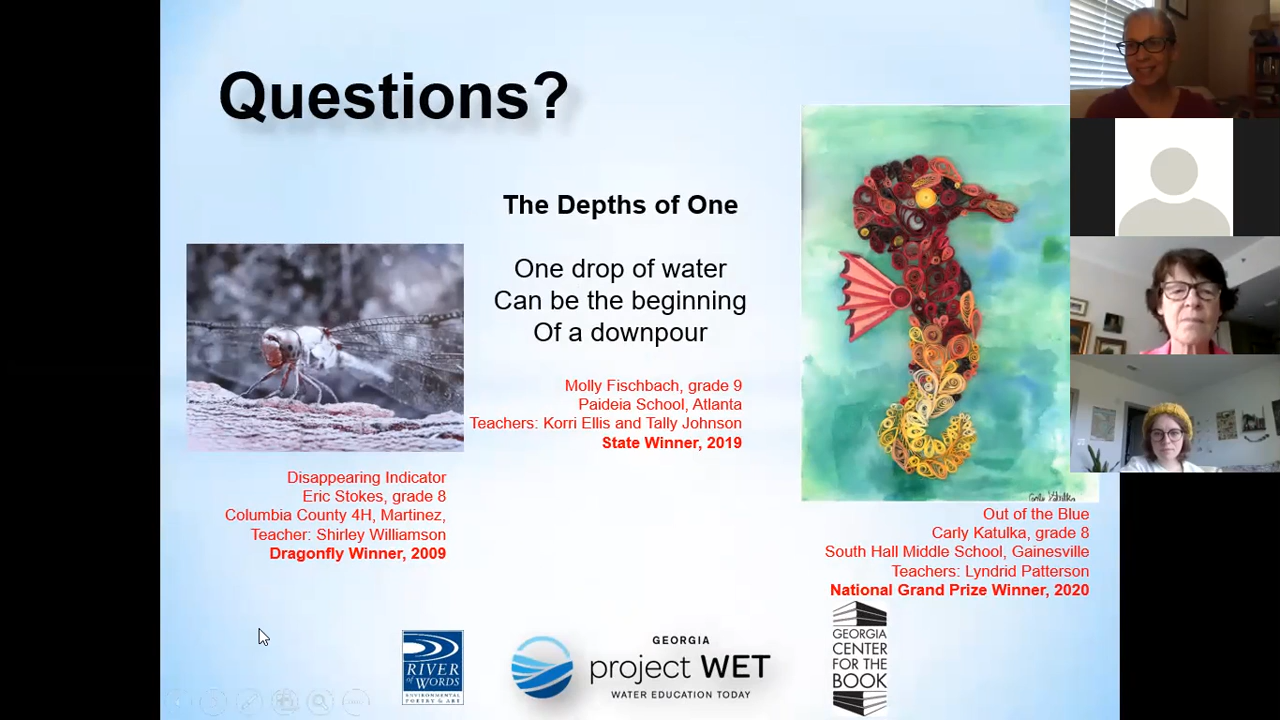 Questions?
The Depths of One
One drop of water
Can be the beginning
Of a downpour
Molly Fischbach, grade 9
Paideia School, Atlanta
Teachers: Korri Ellis and Tally Johnson
State Winner, 2019
Disappearing Indicator
Eric Stokes, grade 8
Columbia County 4H, Martinez,
Teacher: Shirley Williamson
Dragonfly Winner, 2009
Out of the Blue
Carly Katulka, grade 8
South Hall Middle School, Gainesville
Teachers: Lyndrid Patterson
National Grand Prize Winner, 2020
RIVER
OF WORDS
ENVIRONMENTAL
POETRY & ART
GEORGIA
project WET
WATER EDUCATION TODAY
GEORGIA
CENTER
FOR THE
BOOK